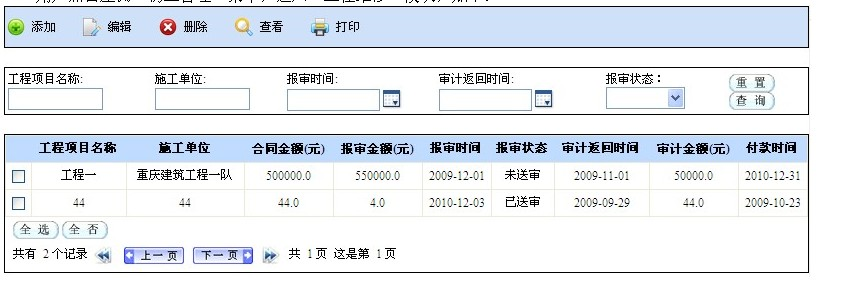 添加 编辑 删除 查看 打印
工程项目名称: 施工单位: 报审时间: 审计返回时间: 报审状态： 重 置
查 询
工程项目名称 施工单位 合同金额(元) 报审金额(元) 报审时间 报审状态 审计返回时间 审计金额(元) 付款时间
工程一 重庆建筑工程一队 500000.0 550000.0 2009-12-01 未送审 2009-11-01 50000.0 2010-12-31
44 44 44.0 4.0 2010-12-03 已送审 2009-09-29 44.0 2009-10-23
全 选 全 否
共有 2个记录 上一页 下一页 共 1页 这是第 1页